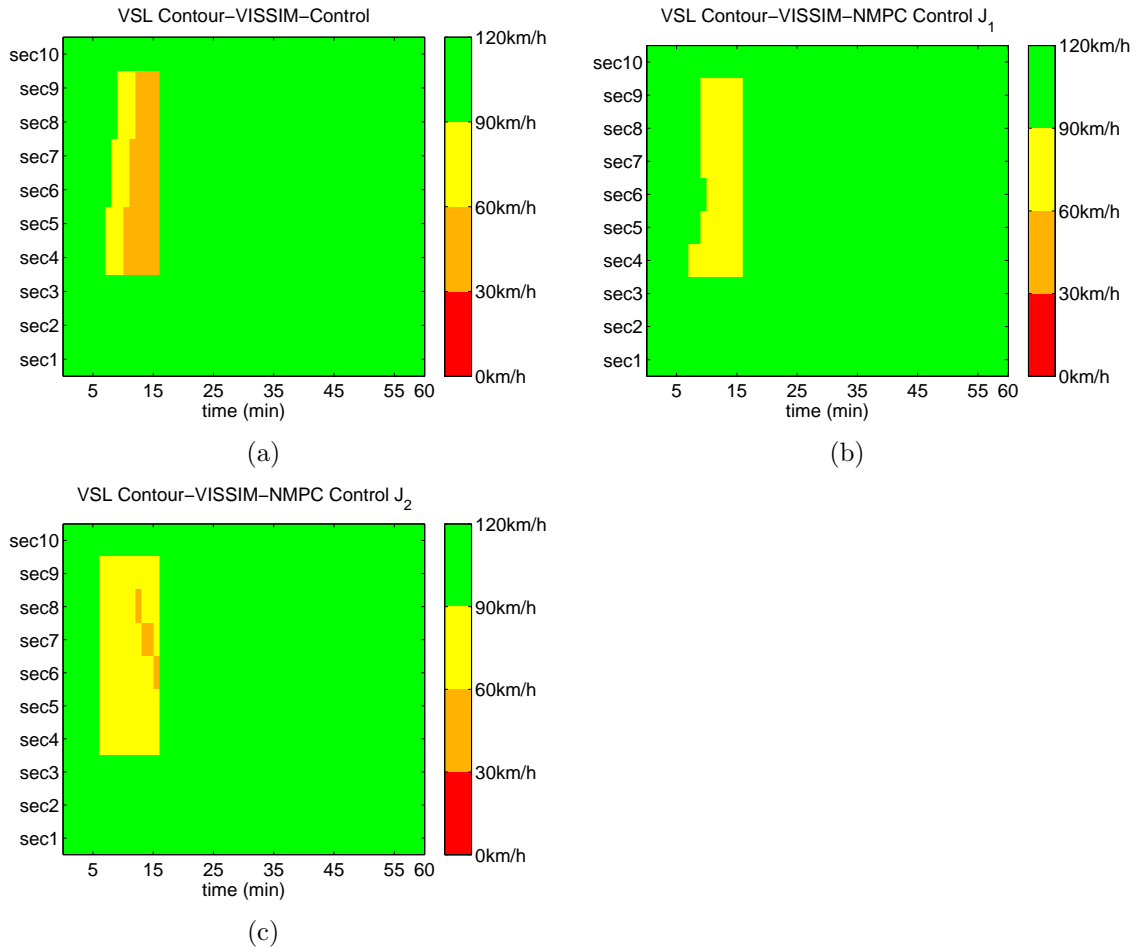 VSL Contour−VISSIM−Control
sec10
sec9
sec8
sec7
sec6
sec5
sec4
sec3
sec2
sec1
5 15 25 35 45 55 60
time (min)
120km/h
90km/h
60km/h
30km/h
0km/h
(a)
VSL Contour−VISSIM−NMPC Control J1
sec10
sec9
sec8
sec7
sec6
sec5
sec4
sec3
sec2
sec1
5 15 25 35 45 55 60
time (min)
120km/h
90km/h
60km/h
30km/h
0km/h
(b)
VSL Contour−VISSIM−NMPC Control J2
sec10
sec9
sec8
sec7
sec6
sec5
sec4
sec3
sec2
sec1
5 15 25 35 45 55 60
time (min)
120km/h
90km/h
60km/h
30km/h
0km/h
(c)